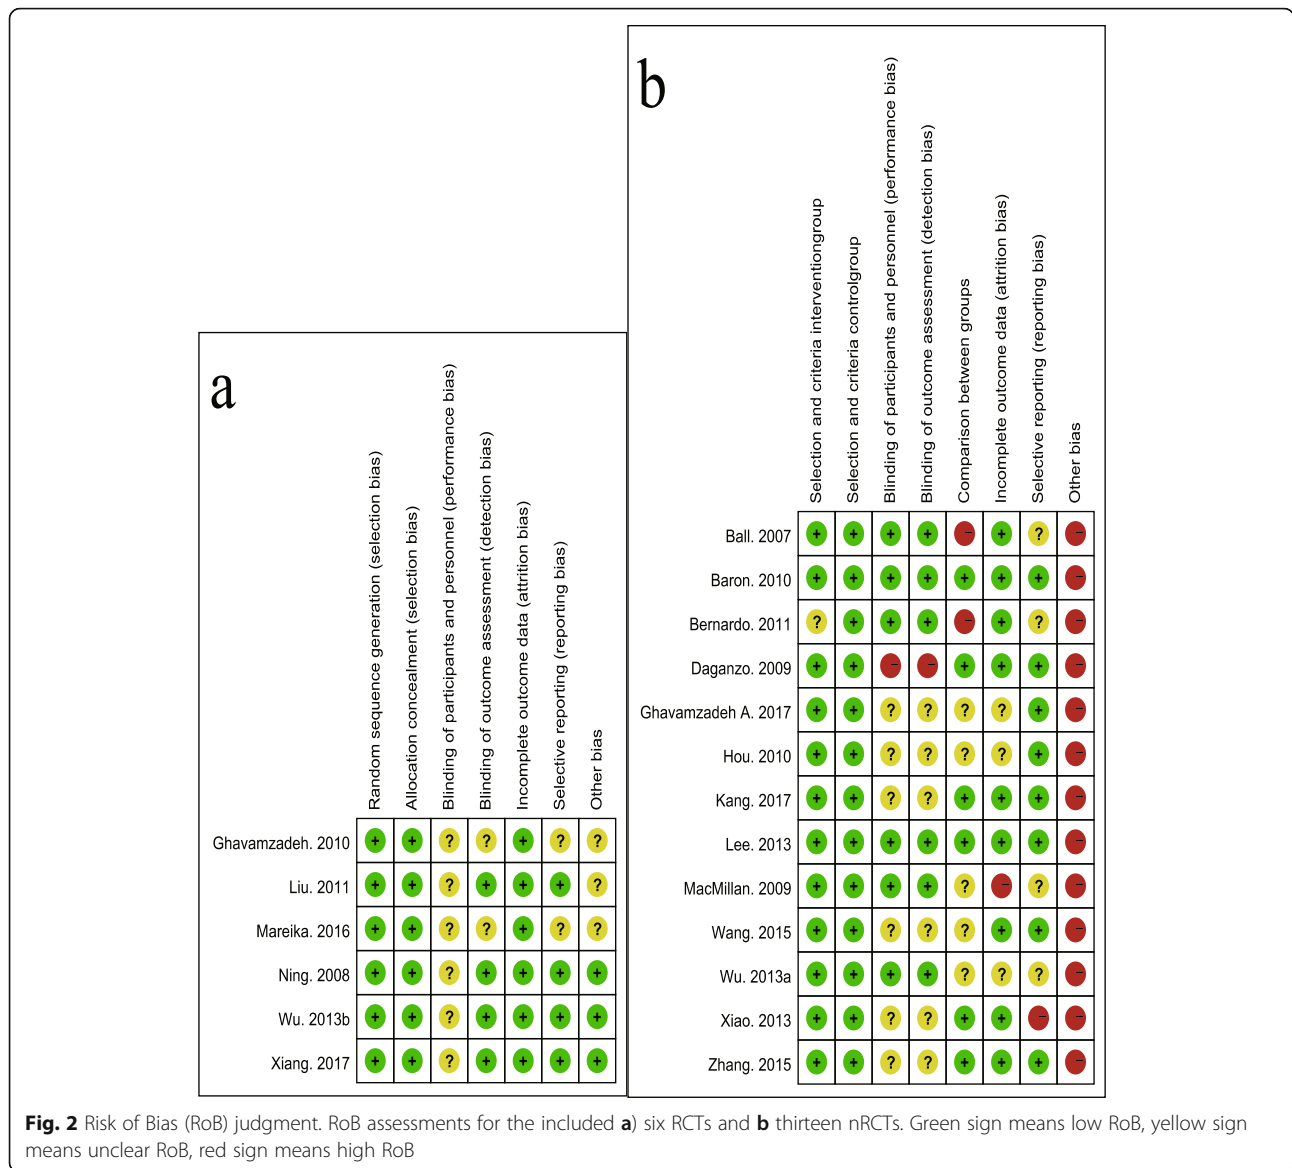 a
Random sequence generation (selection bias)
Allocation concealment (selection bias)
Blinding of participants and personnel (performance bias)
Blinding of outcome assessment (detection bias)
Incomplete outcome data (attrition bias)
Selective reporting (reporting bias)
Other bias
Ghavamzadeh. 2010 + + ? ? + ? ?
Liu. 2011 + + ? + + + ?
Mareika. 2016 + + ? ? + ? ?
Ning. 2008 + + ? + + + +
Wu. 2013b + + ? + + + +
Xiang. 2017 + + ? + + + +
b
Selection and criteria interventiongroup
Selection and criteria controlgroup
Blinding of participants and personnel (performance bias)
Blinding of outcome assessment (detection bias)
Comparison between groups
Incomplete outcome data (attrition bias)
Selective reporting (reporting bias)
Other bias
Ball. 2007 + + + + − + ? −
Baron. 2010 + + + + + + + −
Bernardo. 2011 ? + + + − + ? −
Daganzo. 2009 + + − − + + + −
Ghavamzadeh A. 2017 + + ? ? ? ? + −
Hou. 2010 + + ? ? ? ? + −
Kang. 2017 + + ? ? + + + −
Lee. 2013 + + + + + + + −
MacMillan. 2009 + + + + ? − ? −
Wang. 2015 + + ? ? ? + + −
Wu. 2013a + + + + ? ? ? −
Xiao. 2013 + + ? ? + + − −
Zhang. 2015 + + ? ? + + + −
Fig. 2 Risk of Bias (RoB) judgment. RoB assessments for the included a) six RCTs and b thirteen nRCTs. Green sign means low RoB, yellow sign
means unclear RoB, red sign means high RoB